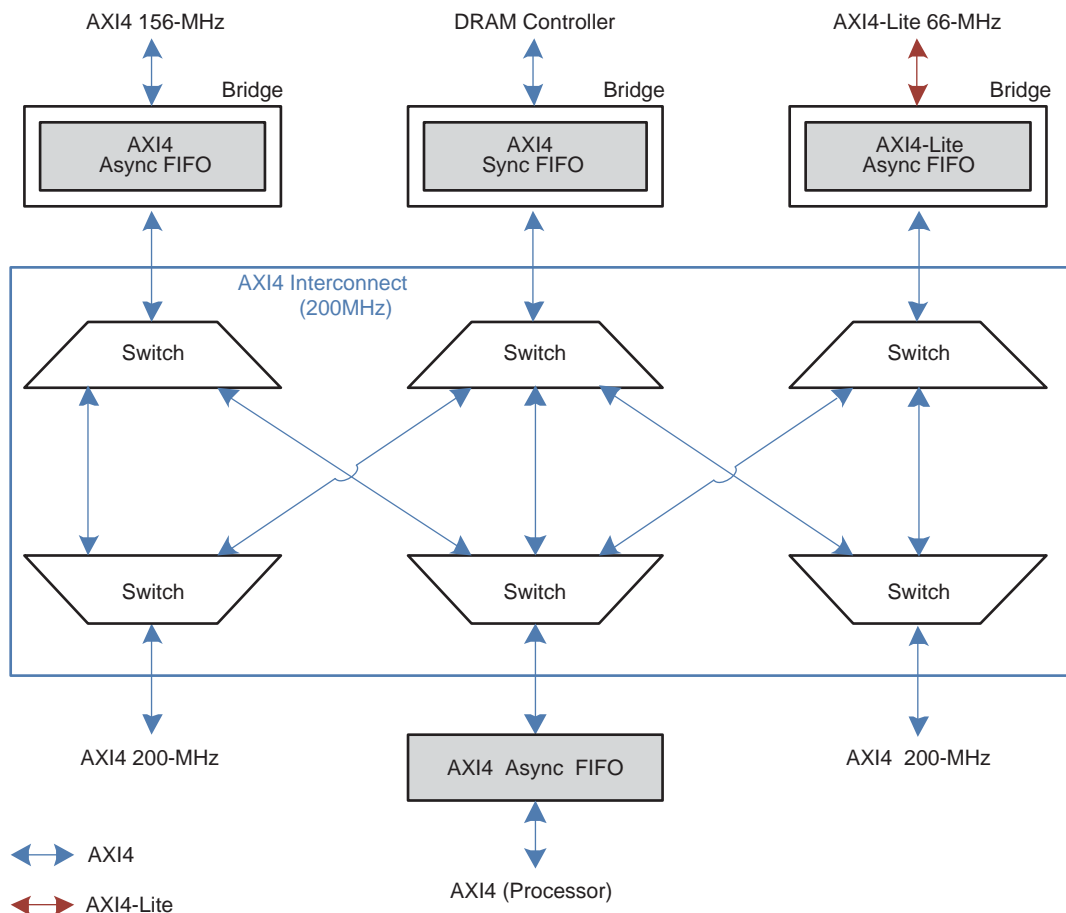 AXI4 156-MHz
DRAM Controller
AXI4-Lite 66-MHz
Bridge
Bridge
Bridge
AXI4
Async FIFO
AXI4
Sync FIFO
AXI4-Lite
Async FIFO
AXI4 Interconnect
(200MHz)
Switch
Switch
Switch
Switch
Switch
Switch
AXI4 200-MHz
AXI4 Async FIFO
AXI4 200-MHz
AXI4
AXI4 (Processor)
AXI4-Lite